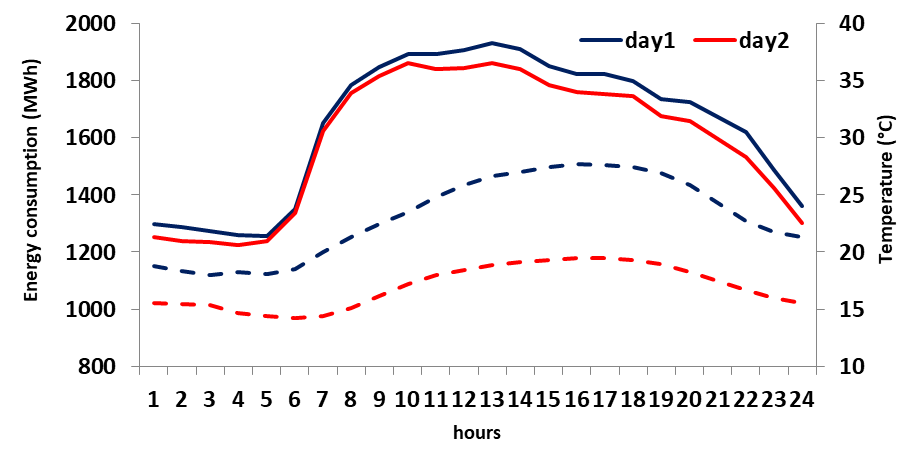 Energy consumption (MWh)
2000
1800
1600
1400
1200
1000
800
day1 day2
40
35
30
25
20
15
10
Temperature (°C)
1 2 3 4 5 6 7 8 9 10 11 12 13 14 15 16 17 18 19 20 21 22 23 24
hours